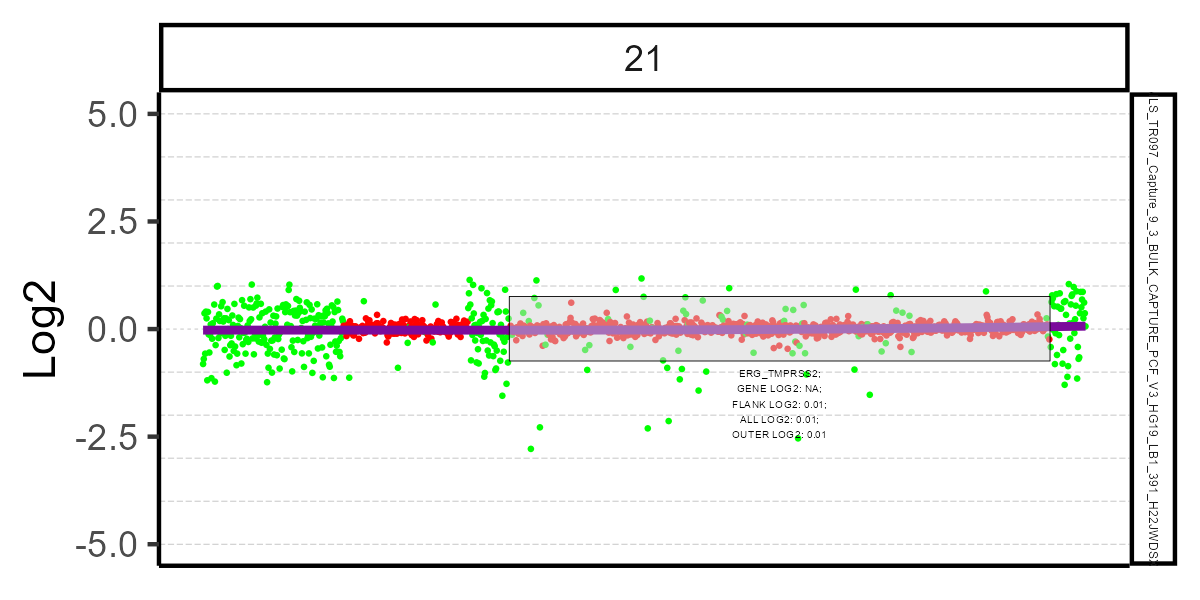 21
5.0
2.5
0.0
-2.5
-5.0
Log2
ERG_TMPRSS2;
GENE LOG2: NA;
FLANK LOG2: 0.01;
ALL LOG2: 0.01;
OUTER LOG2: 0.01
LS_TR097_Capture_9_3_BULK_CAPTURE_PCF_V3_HG19_LB1_391_H22JWDS